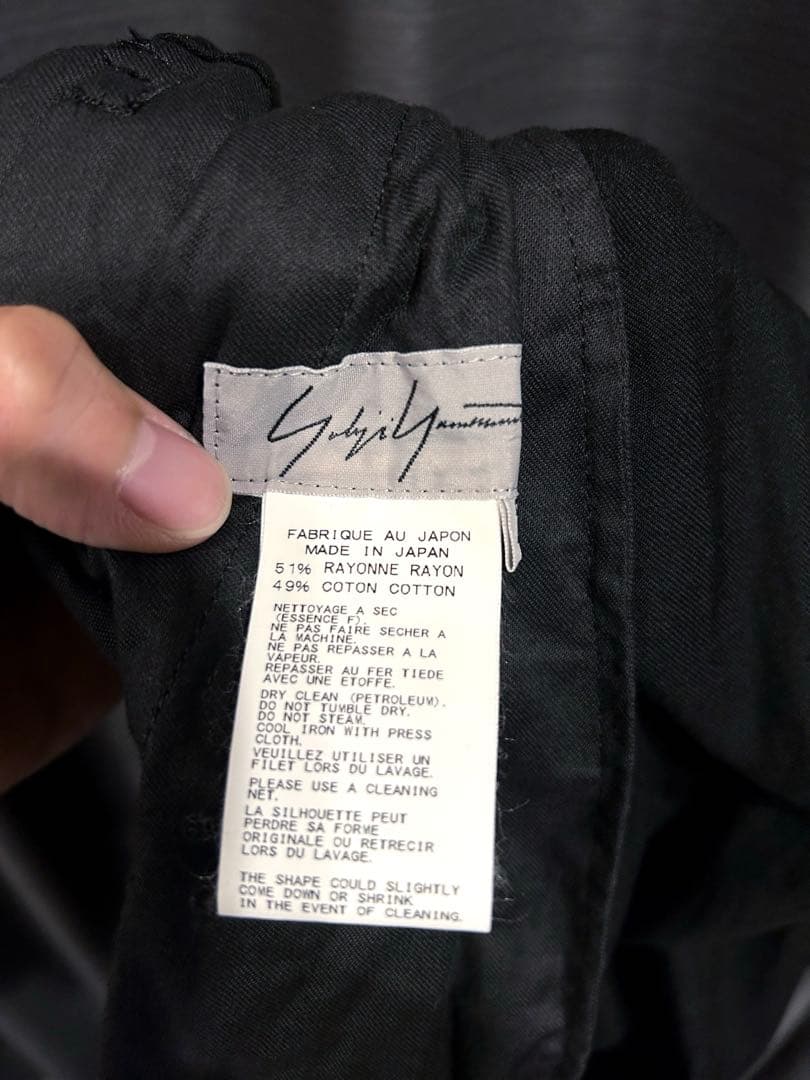 Yohji Yamamoto
FABRIQUE AU JAPON
MADE IN JAPAN
51% RAYONNE RAYON
49% COTON COTTON
NETTOYAGE A SEC
(ESSENCE F).
NE PAS FAIRE SECHER A
LA MACHINE.
NE PAS REPASSER A LA
VAPEUR.
REPASSER AU FER TIEDE
AVEC UNE ETOFFE.
DRY CLEAN (PETROLEUM).
DO NOT TUMBLE DRY.
DO NOT STEAM.
COOL IRON WITH PRESS
CLOTH.
VEUILLEZ UTILISER UN
FILET LORS DU LAVAGE.
PLEASE USE A CLEANING
NET.
LA SILHOUETTE PEUT
PERDRE SA FORME
ORIGINALE OU RETRECIR
LORS DU LAVAGE.
THE SHAPE COULD SLIGHTLY
COME DOWN OR SHRINK
IN THE EVENT OF CLEANING.